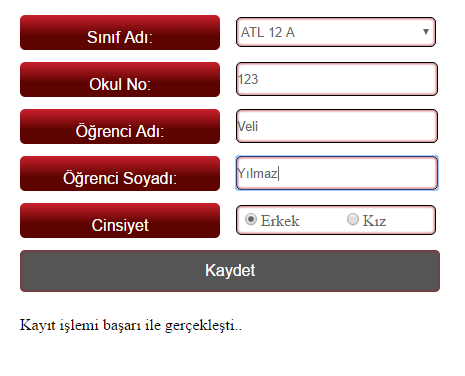 Sınıf Adı: ATL 12 A
Okul No: 123
Öğrenci Adı: Veli
Öğrenci Soyadı: Yılmaz
Cinsiyet Erkek Kız
Kaydet
Kayıt işlemi başarı ile gerçekleşti..